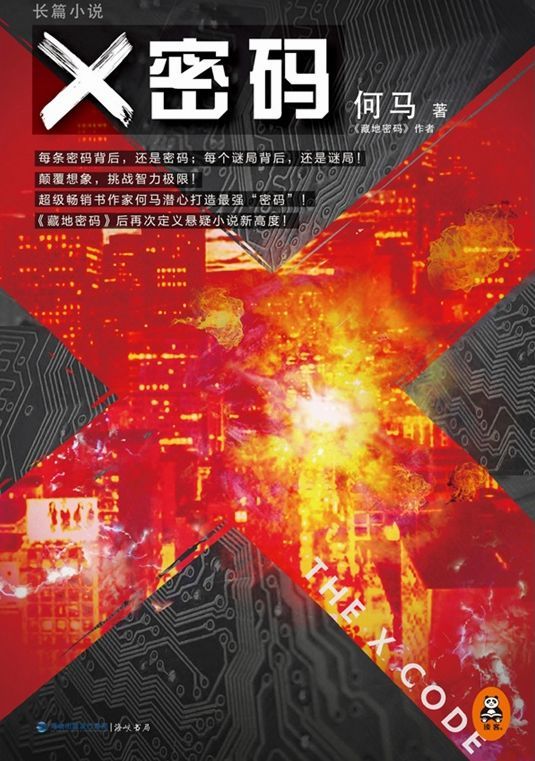 长篇小说
X密码
何马 著
《藏地密码》作者
每条密码背后，还是密码；每个谜局背后，还是谜局！
颠覆想象，挑战智力极限！
超级畅销书作家何马潜心打造最强“密码”！
《藏地密码》后再次定义悬疑小说新高度！
THE X CODE
海峡书局
读客